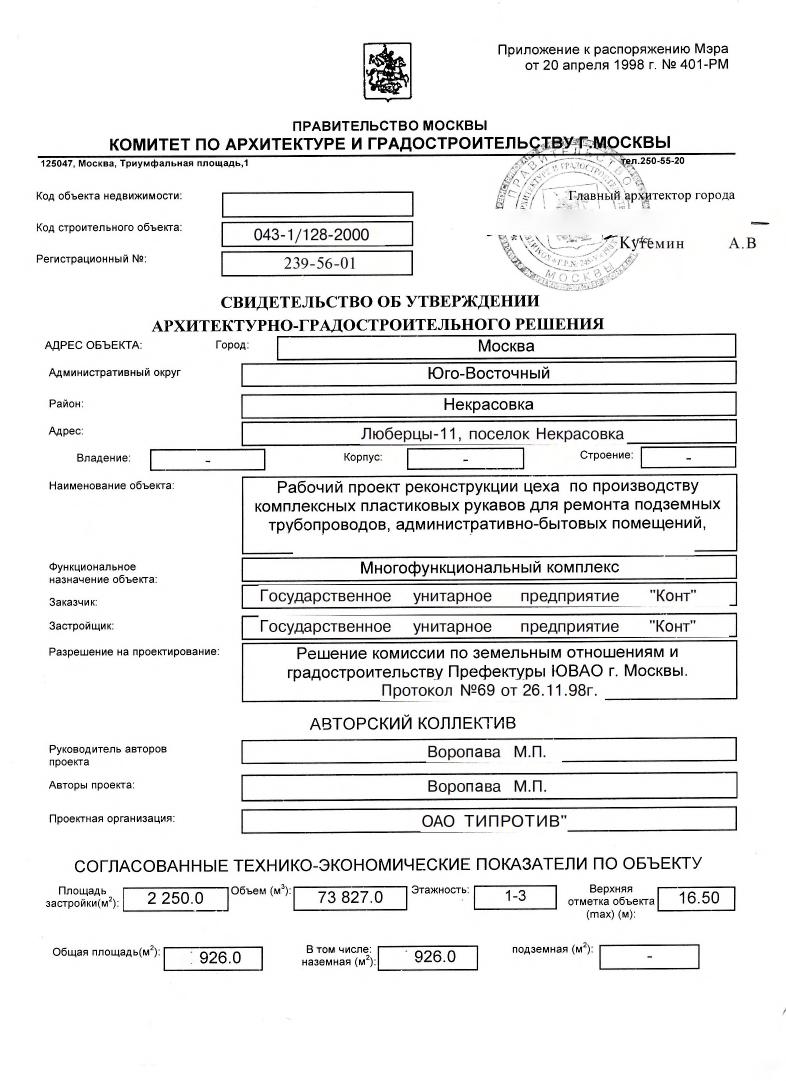 Приложение к распоряжению Мэра
от 20 апреля 1998 г. № 401-РМ
ПРАВИТЕЛЬСТВО МОСКВЫ
КОМИТЕТ ПО АРХИТЕКТУРЕ И ГРАДОСТРОИТЕЛЬСТВУ Г.МОСКВЫ
125047, Москва, Триумфальная площадь,1 тел.250-55-20
Код объекта недвижимости:
Главный архитектор города
Код строительного объекта: 043-1/128-2000
Кутемин А.В
Регистрационный №: 239-56-01
ПРАВИТЕЛЬСТВО
МОСКВЫ
СВИДЕТЕЛЬСТВО ОБ УТВЕРЖДЕНИИ
АРХИТЕКТУРНО-ГРАДОСТРОИТЕЛЬНОГО РЕШЕНИЯ
АДРЕС ОБЪЕКТА: Город: Москва
Административный округ Юго-Восточный
Район: Некрасовка
Адрес: Люберцы-11, поселок Некрасовка
Владение: - Корпус: - Строение: -
Наименование объекта: Рабочий проект реконструкции цеха по производству
комплексных пластиковых рукавов для ремонта подземных
трубопроводов, административно-бытовых помещений,
Функциональное
назначение объекта: Многофункциональный комплекс
Заказчик: Государственное унитарное предприятие "Конт"
Застройщик: Государственное унитарное предприятие "Конт"
Разрешение на проектирование: Решение комиссии по земельным отношениям и
градостроительству Префектуры ЮВАО г. Москвы.
Протокол №69 от 26.11.98г.
АВТОРСКИЙ КОЛЛЕКТИВ
Руководитель авторов
проекта Воропава М.П.
Авторы проекта: Воропава М.П.
Проектная организация: ОАО ТИПРОТИВ"
СОГЛАСОВАННЫЕ ТЕХНИКО-ЭКОНОМИЧЕСКИЕ ПОКАЗАТЕЛИ ПО ОБЪЕКТУ
Площадь
застройки(м²): 2 250.0 Объем (м³): 73 827.0 Этажность: 1-3 Верхняя
отметка объекта
(max) (м): 16.50
Общая площадь(м²): 926.0 В том числе:
наземная (м²): 926.0 подземная (м²): -